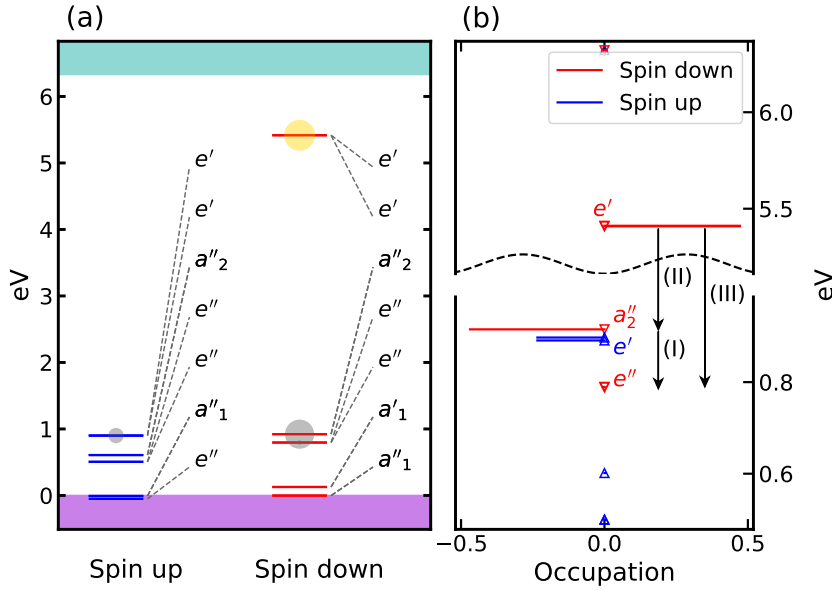 (a)
eV
6
5
4
3
2
1
0
e′
e′
a″₂
e″
e″
a″₁
e″
e′
e′
a″₂
e″
e″
a′₁
a″₁
Spin up
Spin down
(b)
Spin down
Spin up
6.0
5.5
0.8
0.6
eV
e′
(II)
(III)
a₂″
(I)
e′
e″
−0.5
0.0
0.5
Occupation